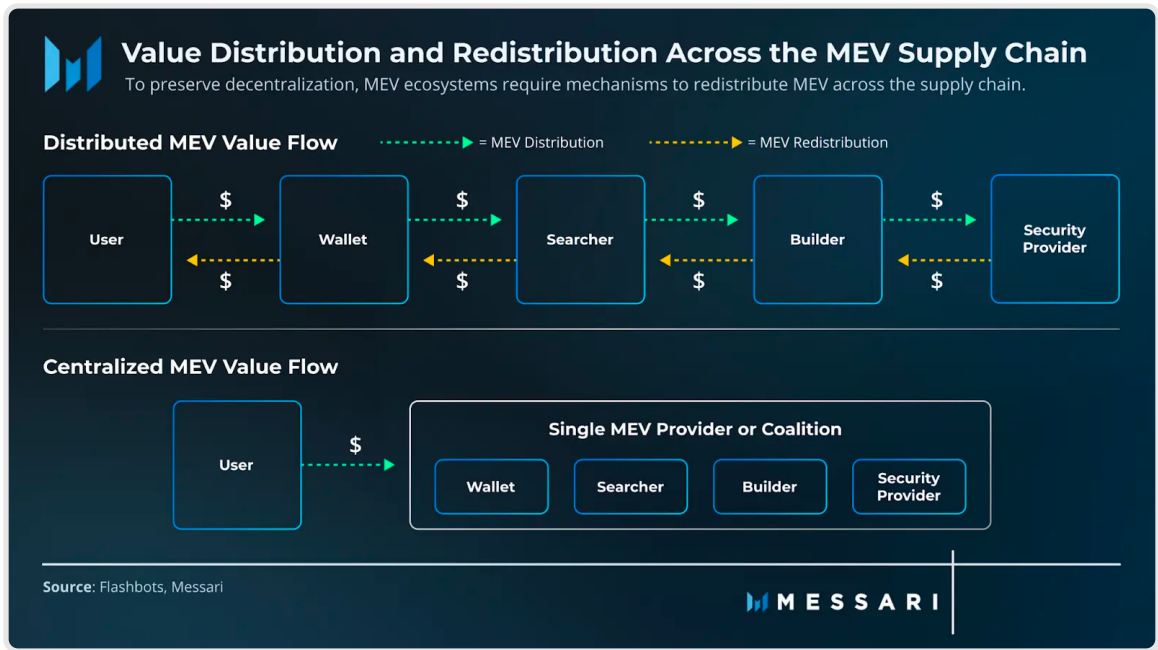 Value Distribution and Redistribution Across the MEV Supply Chain
To preserve decentralization, MEV ecosystems require mechanisms to redistribute MEV across the supply chain.
Distributed MEV Value Flow
= MEV Distribution
= MEV Redistribution
$ $ $ $
User
Wallet
Searcher
Builder
Security
Provider
$ $ $ $
Centralized MEV Value Flow
User
$
Single MEV Provider or Coalition
Wallet
Searcher
Builder
Security
Provider
Source: Flashbots, Messari
MESSARI